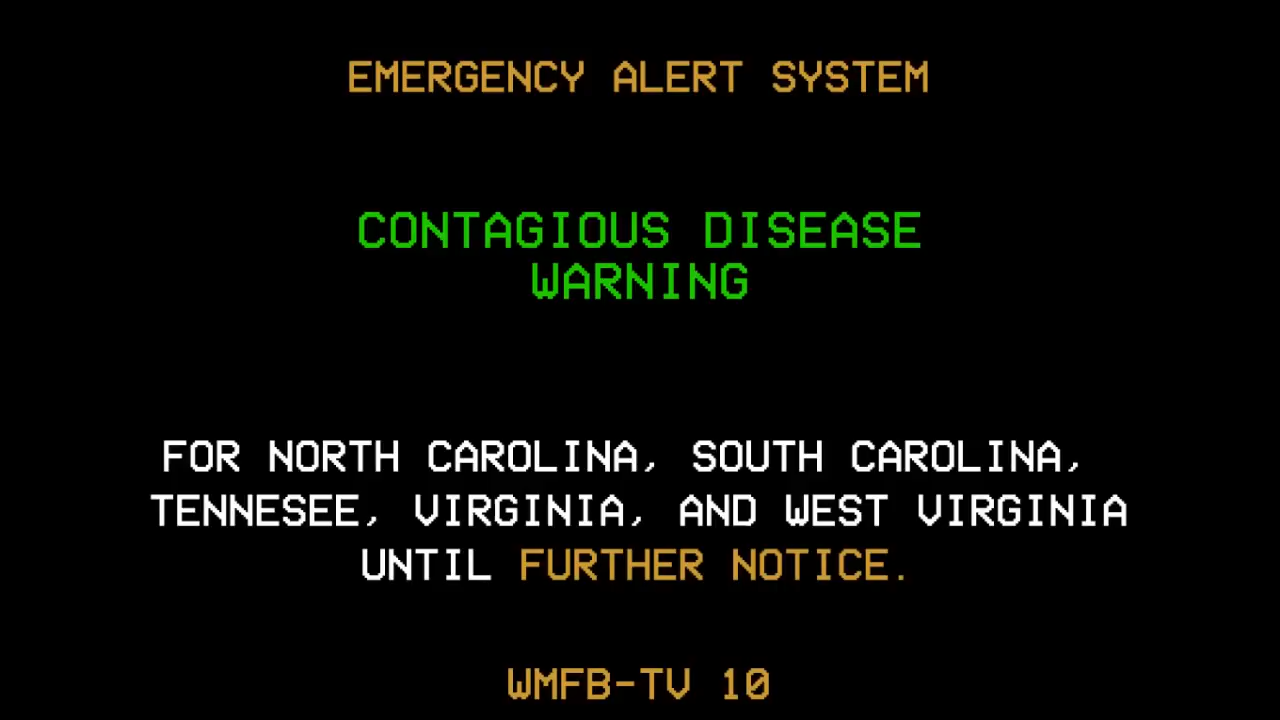 EMERGENCY ALERT SYSTEM
CONTAGIOUS DISEASE
WARNING
FOR NORTH CAROLINA, SOUTH CAROLINA,
TENNESEE, VIRGINIA, AND WEST VIRGINIA
UNTIL FURTHER NOTICE.
WMFB-TV 10